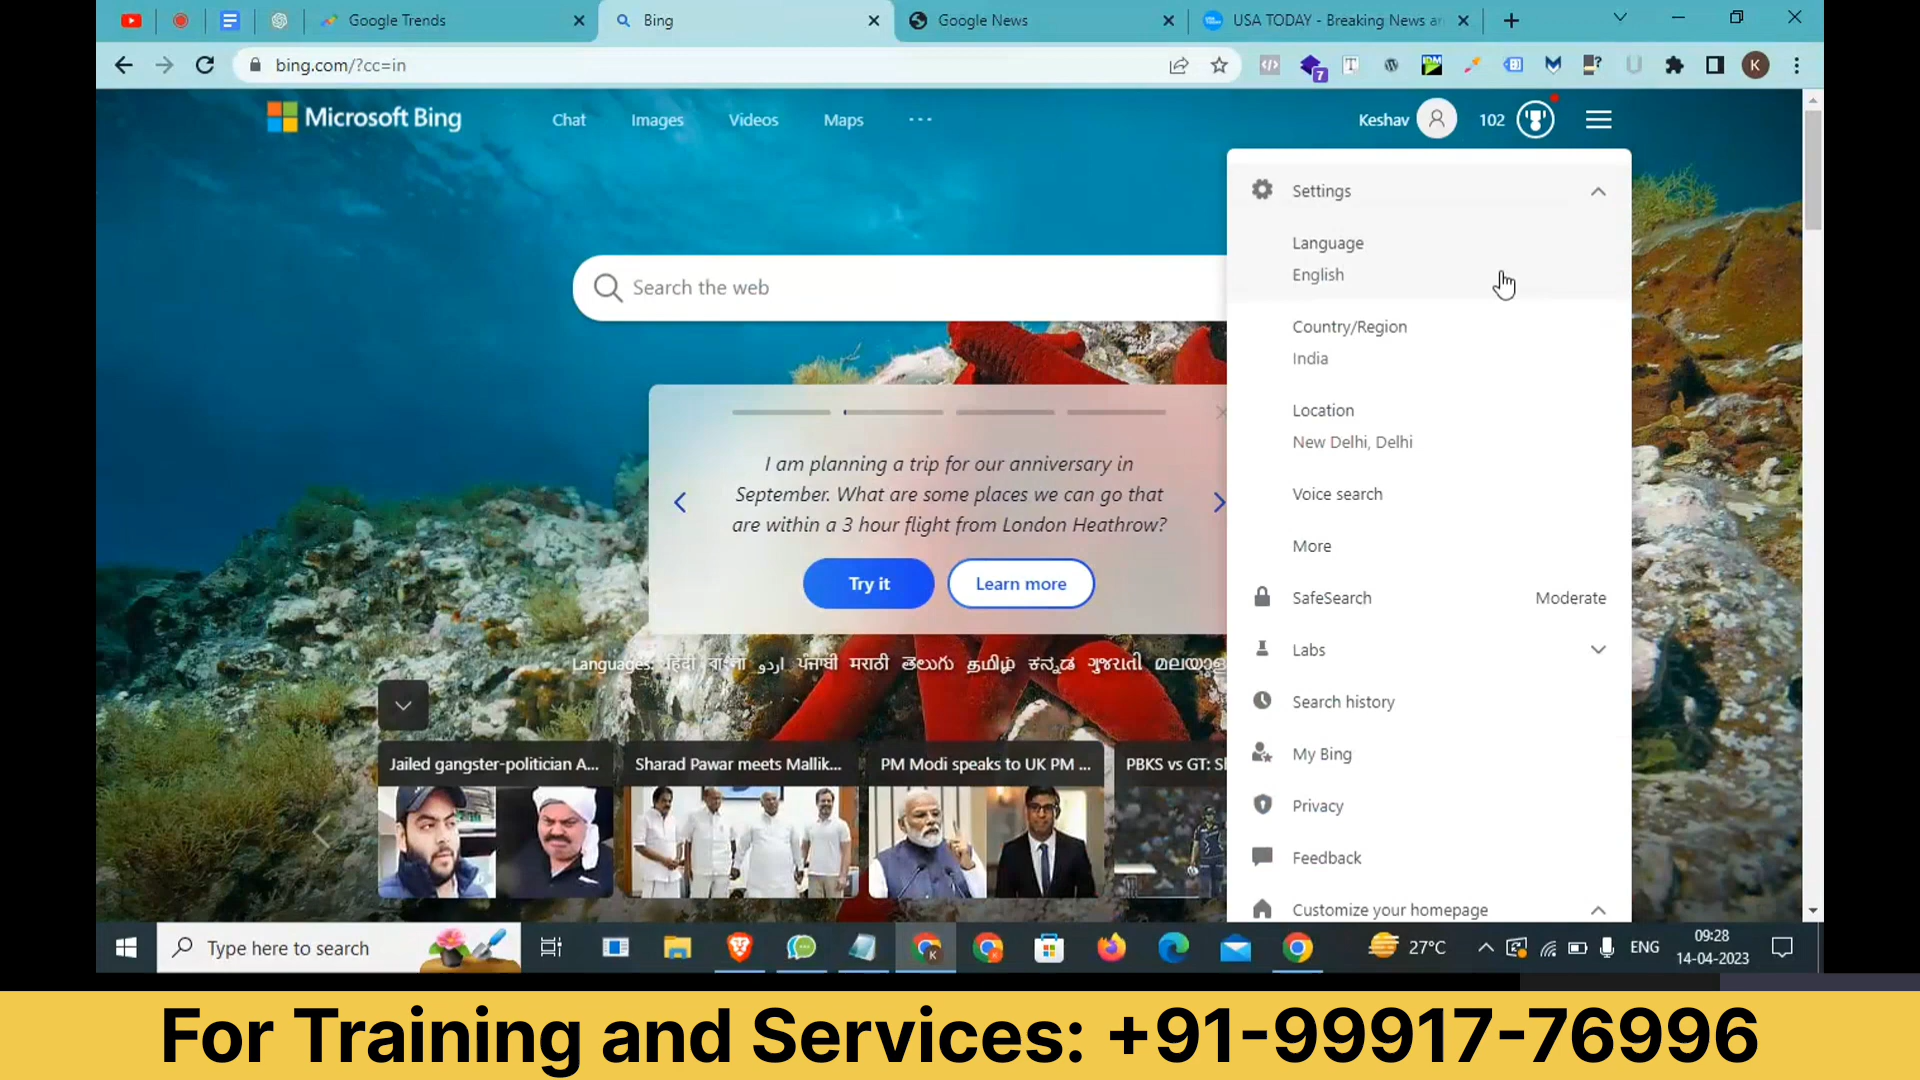 Google Trends
Bing
Google News
USA TODAY - Breaking News an
bing.com/?cc=in
7
T
K
Microsoft Bing
Chat
Images
Videos
Maps
Keshav
102
Settings
Language
English
Search the web
Country/Region
India
Location
New Delhi, Delhi
I am planning a trip for our anniversary in
September. What are some places we can go that
are within a 3 hour flight from London Heathrow?
Voice search
More
Try it
Learn more
SafeSearch
Moderate
Labs
Languages: हिंदी বাংলা اردو ਪੰਜਾਬੀ मराठी తెలుగు தமிழ் ಕನ್ನಡ ગુજરાતી
Search history
My Bing
Jailed gangster-politician A...
Sharad Pawar meets Mallik...
PM Modi speaks to UK PM ...
PBKS vs GT:
Privacy
Feedback
Customize your homepage
Type here to search
27°C
ENG
09:28
14-04-2023
For Training and Services: +91-99917-76996